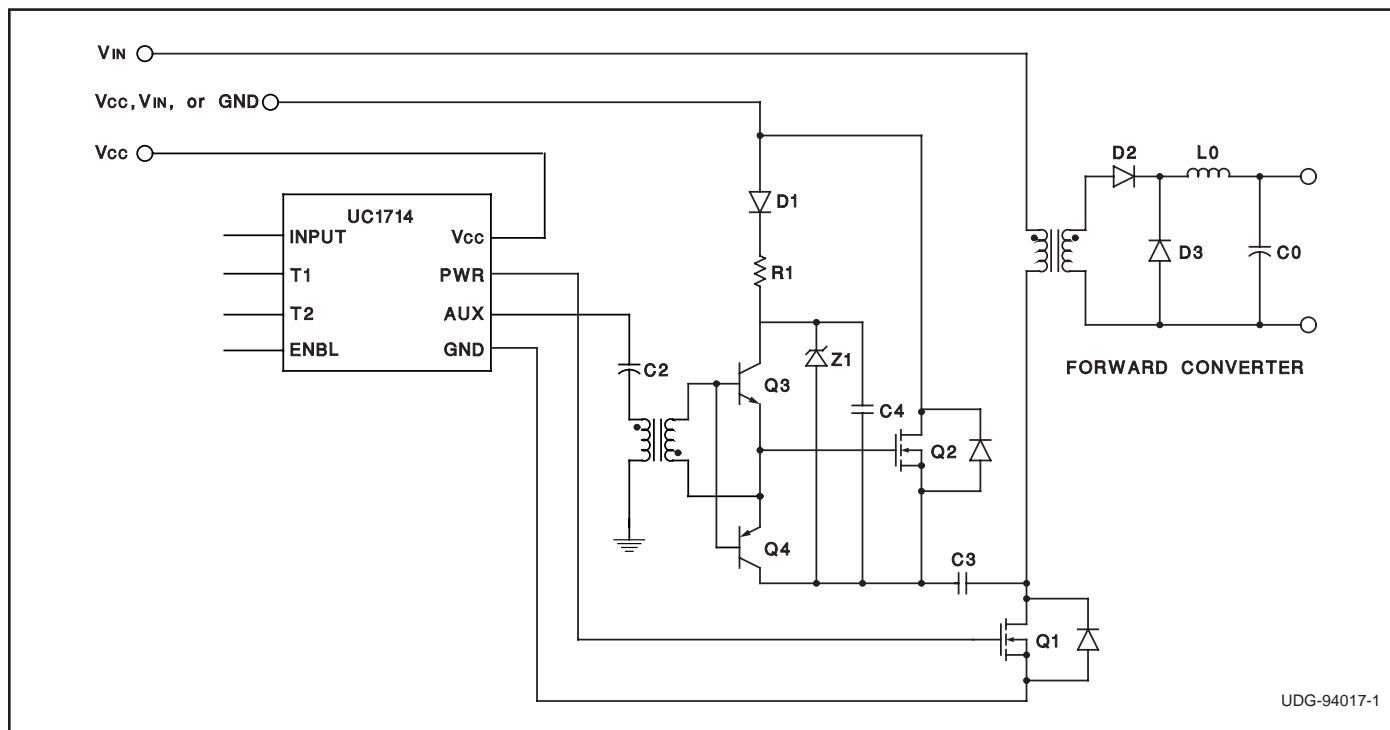 VIN
VCC, VIN, or GND
VCC
UC1714
INPUT
VCC
T1
PWR
T2
AUX
ENBL
GND
C2
D1
R1
Q3
Z1
C4
Q2
Q4
C3
Q1
D2
L0
D3
C0
FORWARD CONVERTER
UDG-94017-1